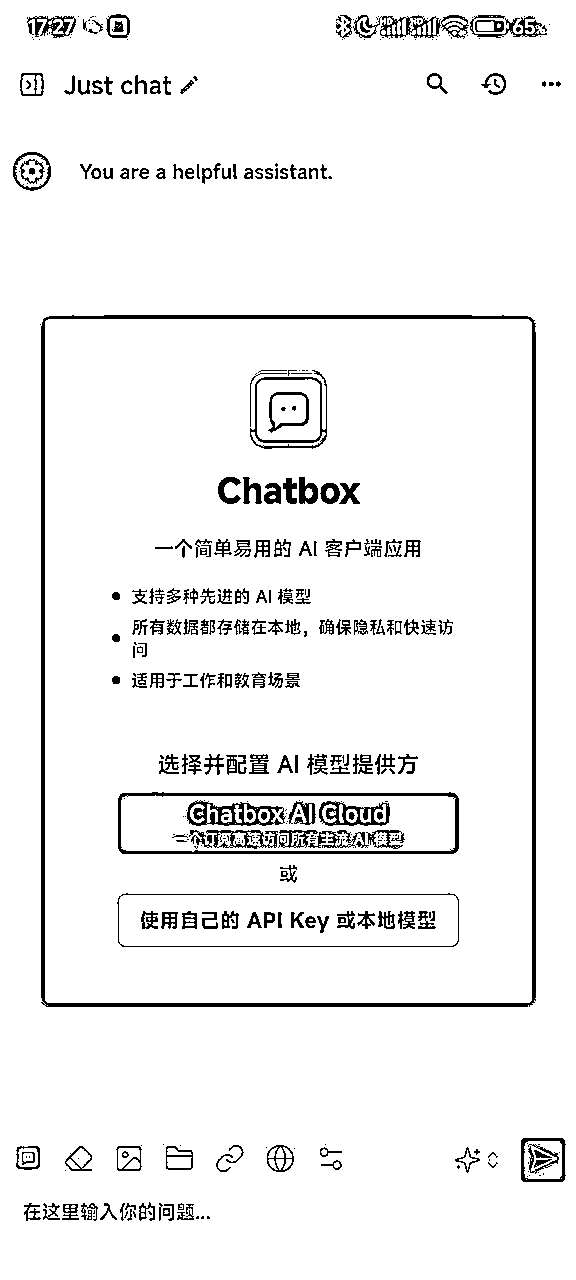 17:27
65%
Just chat
You are a helpful assistant.
Chatbox
一个简单易用的 AI 客户端应用
支持多种先进的 AI 模型
所有数据都存储在本地，确保隐私和快速访
问
适用于工作和教育场景
选择并配置 AI 模型提供方
Chatbox AI Cloud
一个订阅高速访问所有主流 AI 模型
或
使用自己的 API Key 或本地模型
在这里输入你的问题...